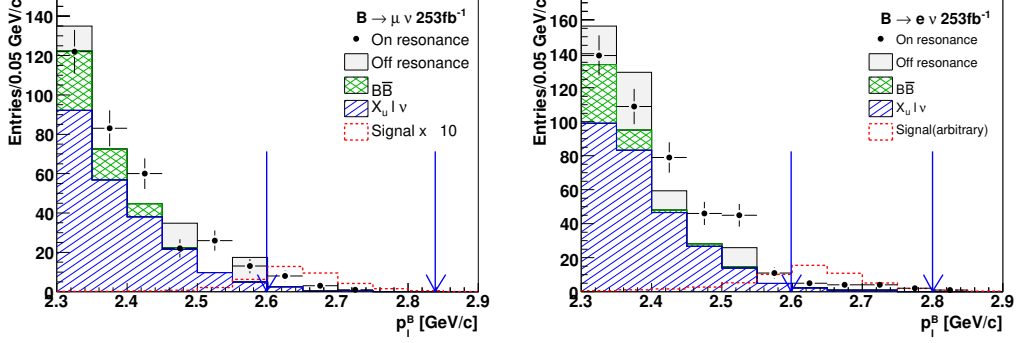 B → μ ν 253fb⁻¹
On resonance
Off resonance
BB̅
X_u l ν
Signal x 10
Entries/0.05 GeV/c
140
120
100
80
60
40
20
0
2.3 2.4 2.5 2.6 2.7 2.8 2.9
p_l^B [GeV/c]
B → e ν 253fb⁻¹
On resonance
Off resonance
BB̅
X_u l ν
Signal(arbitrary)
Entries/0.05 GeV/c
160
140
120
100
80
60
40
20
0
2.3 2.4 2.5 2.6 2.7 2.8 2.9
p_l^B [GeV/c]